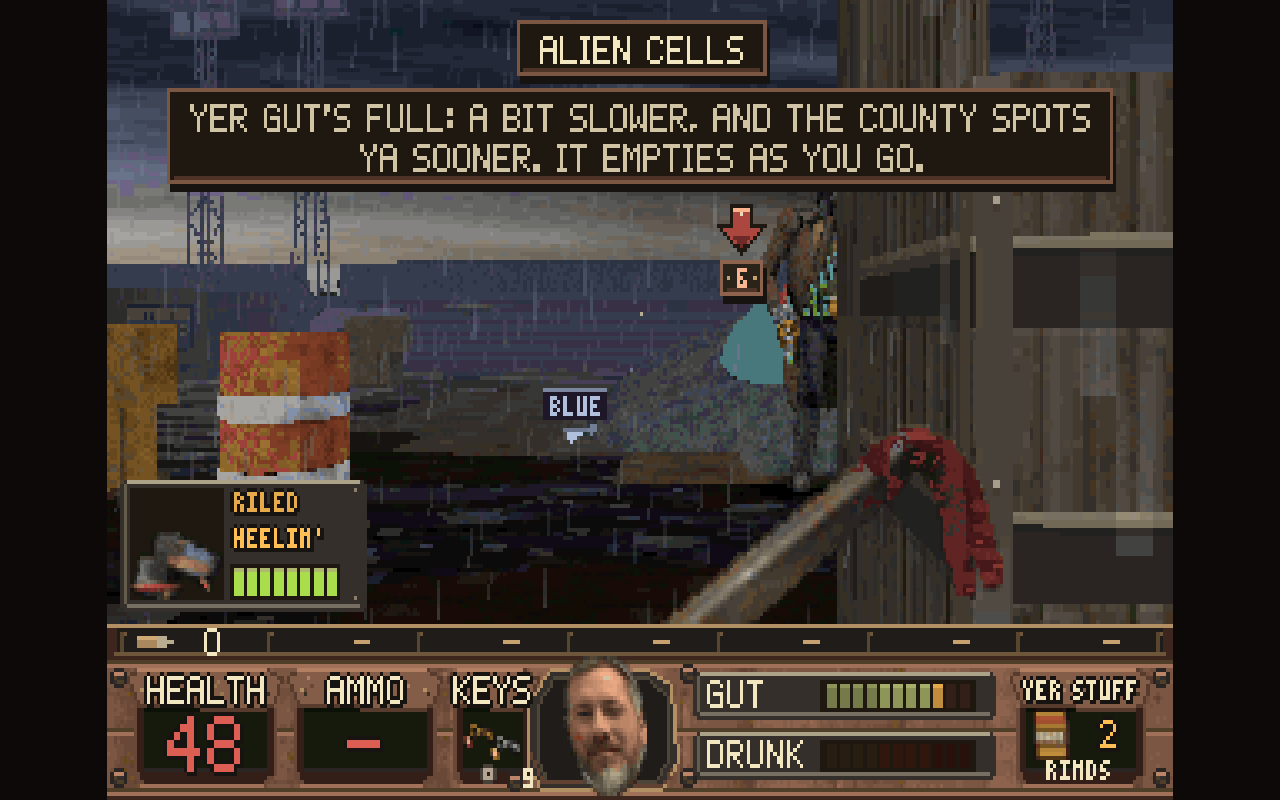 ALIEN CELLS
YER GUT'S FULL: A BIT SLOWER, AND THE COUNTY SPOTS
YA SOONER. IT EMPTIES AS YOU GO.
E
BLUE
RILED
HEELIN'
0
HEALTH
48
AMMO
-
KEYS
9
GUT
DRUNK
YER STUFF
2
RINDS